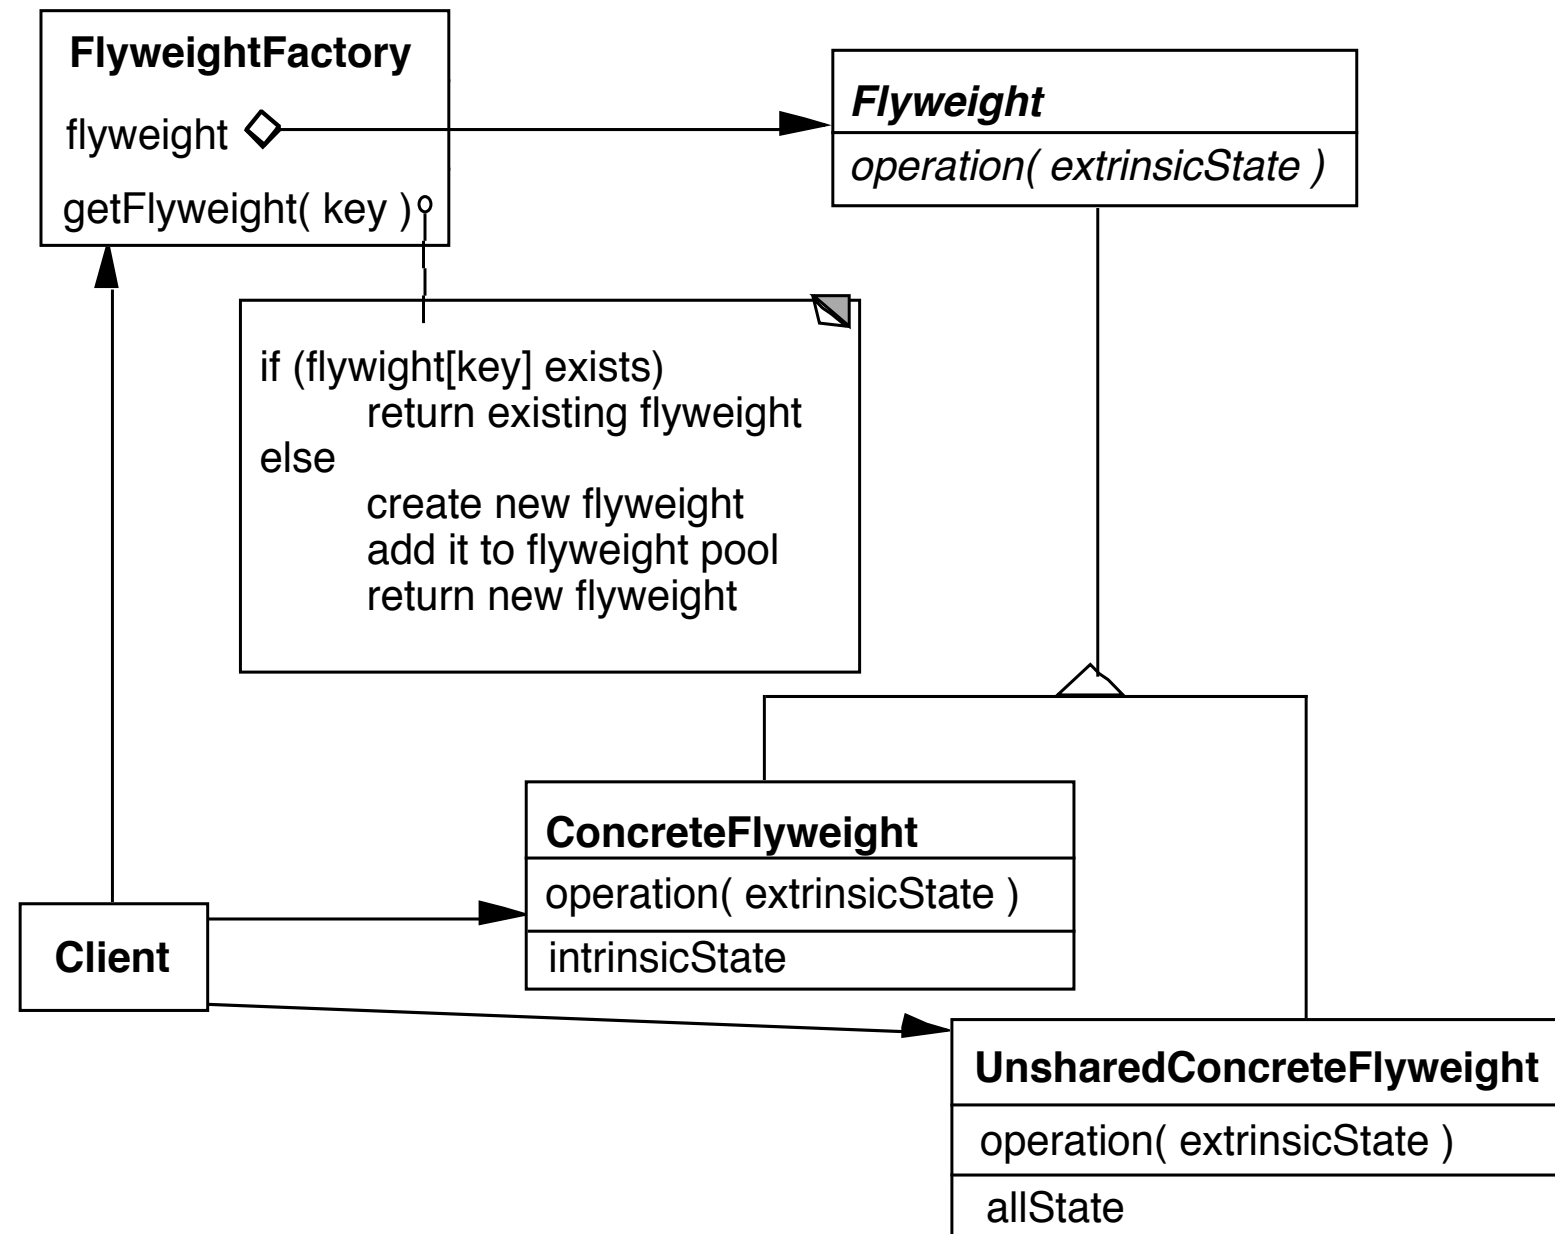 FlyweightFactory
flyweight
getFlyweight( key )
Flyweight
operation( extrinsicState )
if (flywight[key] exists)
return existing flyweight
else
create new flyweight
add it to flyweight pool
return new flyweight
ConcreteFlyweight
operation( extrinsicState )
intrinsicState
Client
UnsharedConcreteFlyweight
operation( extrinsicState )
allState